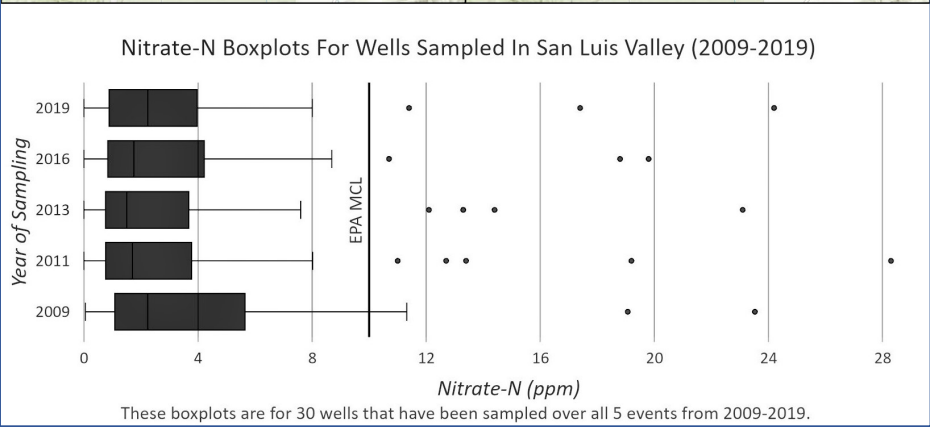 Nitrate-N Boxplots For Wells Sampled In San Luis Valley (2009-2019)
Year of Sampling
2019
2016
2013
2011
2009
EPA MCL
0 4 8 12 16 20 24 28
Nitrate-N (ppm)
These boxplots are for 30 wells that have been sampled over all 5 events from 2009-2019.